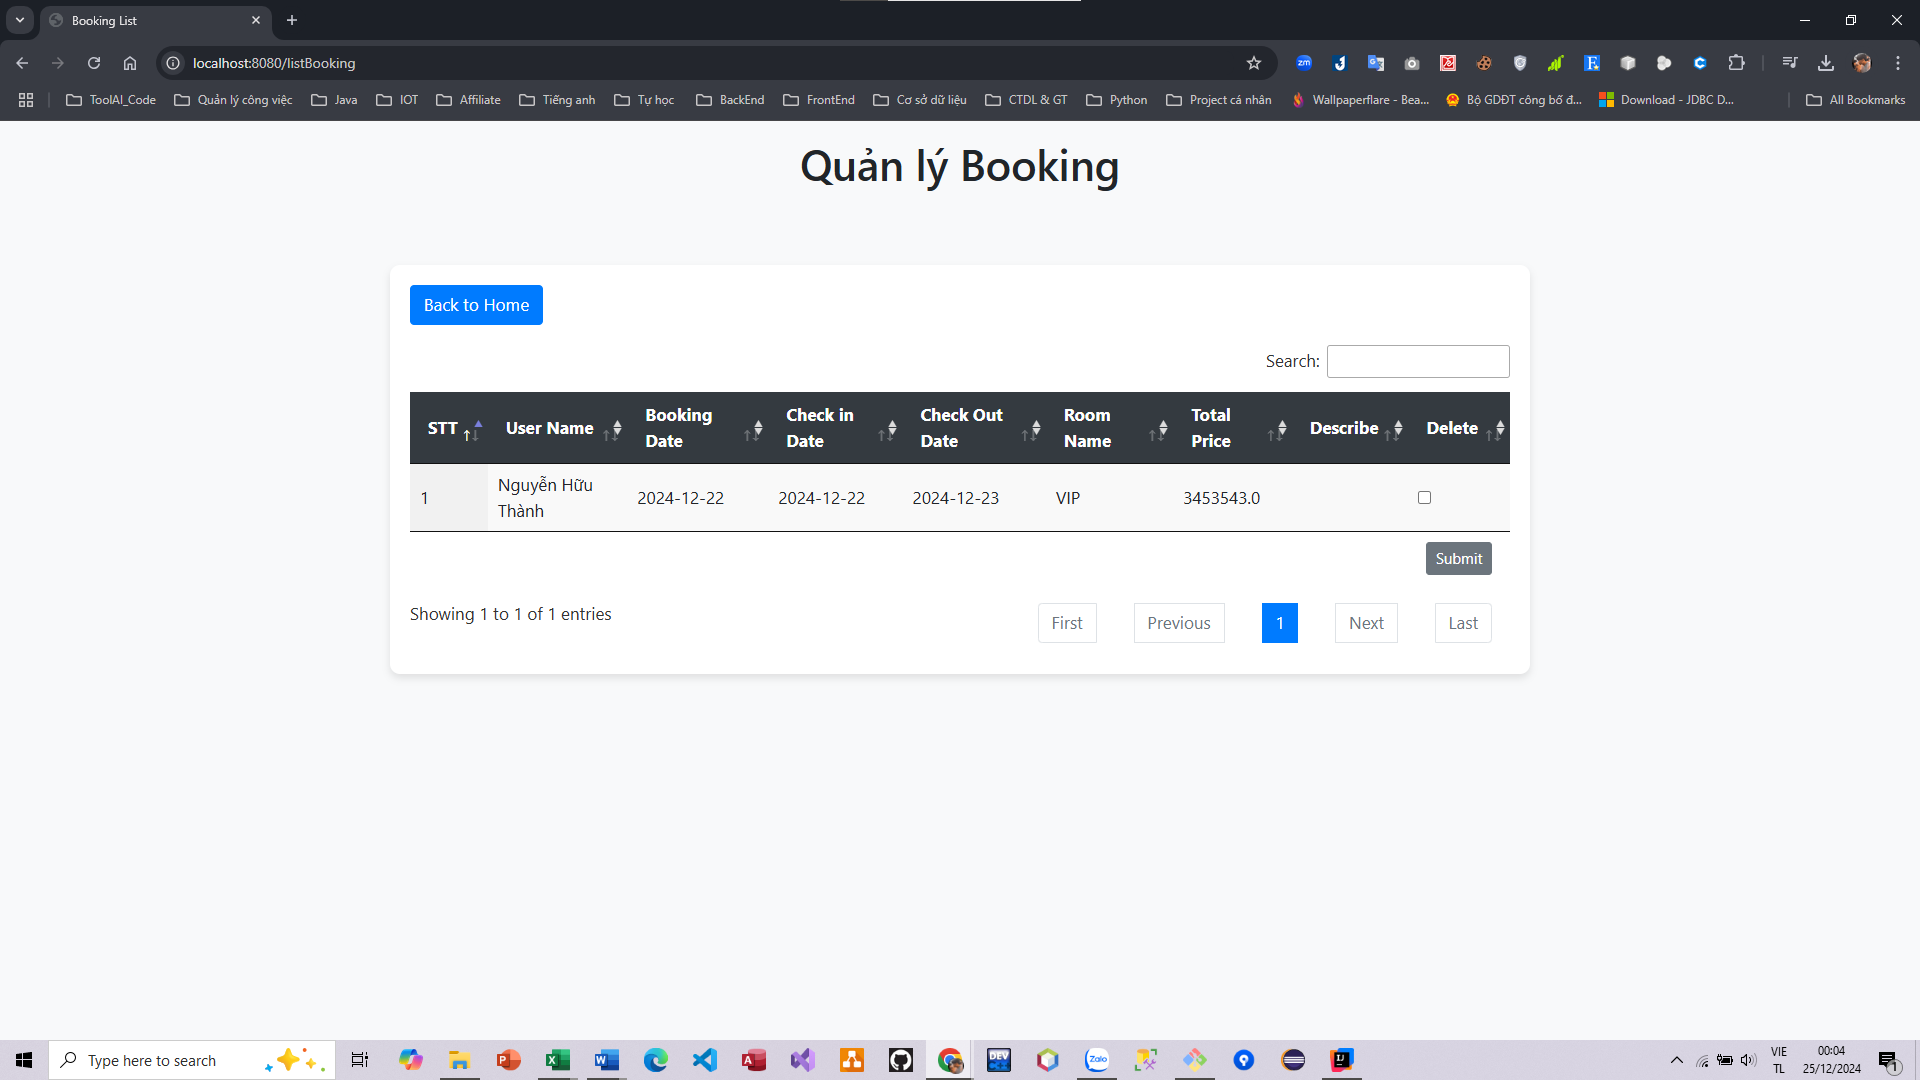 Booking List
localhost:8080/listBooking
ToolAI_Code
Quản lý công việc
Java
IOT
Affiliate
Tiếng anh
Tự học
BackEnd
FrontEnd
Cơ sở dữ liệu
CTDL & GT
Python
Project cá nhân
Wallpaperflare - Bea...
Bộ GDĐT công bố đ...
Download - JDBC D...
All Bookmarks
Quản lý Booking
Back to Home
Search:
STT
User Name
Booking Date
Check in Date
Check Out Date
Room Name
Total Price
Describe
Delete
1
Nguyễn Hữu Thành
2024-12-22
2024-12-22
2024-12-23
VIP
3453543.0
Submit
Showing 1 to 1 of 1 entries
First
Previous
1
Next
Last
Type here to search
VIE
TL
00:04
25/12/2024
1